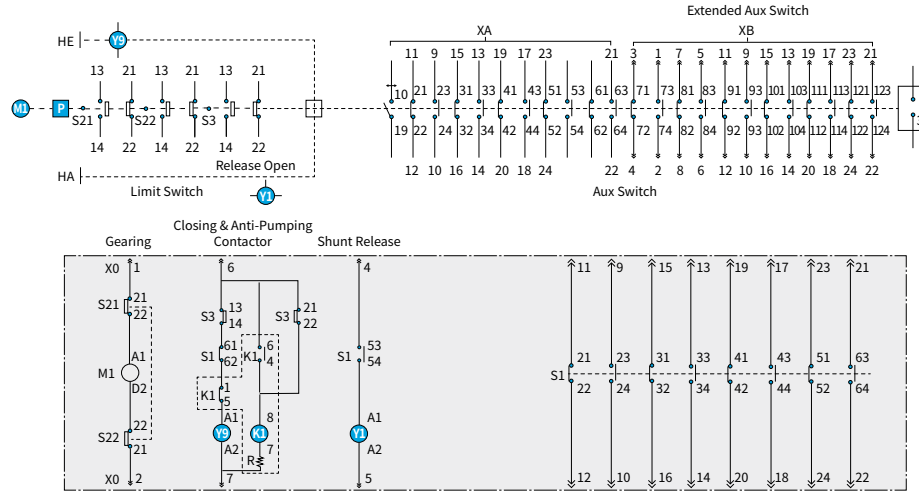 Extended Aux Switch
XA XB
HE Y9
11 9 15 13 19 17 23 21 3 1 7 5 11 9 15 13 19 17 23 21
13 21 13 21 13 21
10 21 23 31 33 41 43 51 53 61 63 71 73 81 83 91 93 101 103 111 113 121 123
M1 P S21 S22 S3
19 22 24 32 34 42 44 52 54 62 64 72 74 82 84 92 94 102 104 112 114 122 124
14 22 14 22 14 22
Release Open
12 10 16 14 20 18 24 22 4 2 8 6 12 10 16 14 20 18 24 22
HA
Limit Switch Y1 Aux Switch
Closing & Anti-Pumping
Gearing Contactor Shunt Release
X0 1 6 4 11 9 15 13 19 17 23 21
S21 21 22
S3 13 14
S3 21 22
S1 61 62
K1 6 4
S1 53 54
M1 A1 D2
K1 1 5
S1 21 23 31 33 41 43 51 63
22 24 32 34 42 44 52 64
S22 22 21
A1 Y9 A2
8 K1 7
R
A1 Y1 A2
X0 2 7 5 12 10 16 14 20 18 24 22